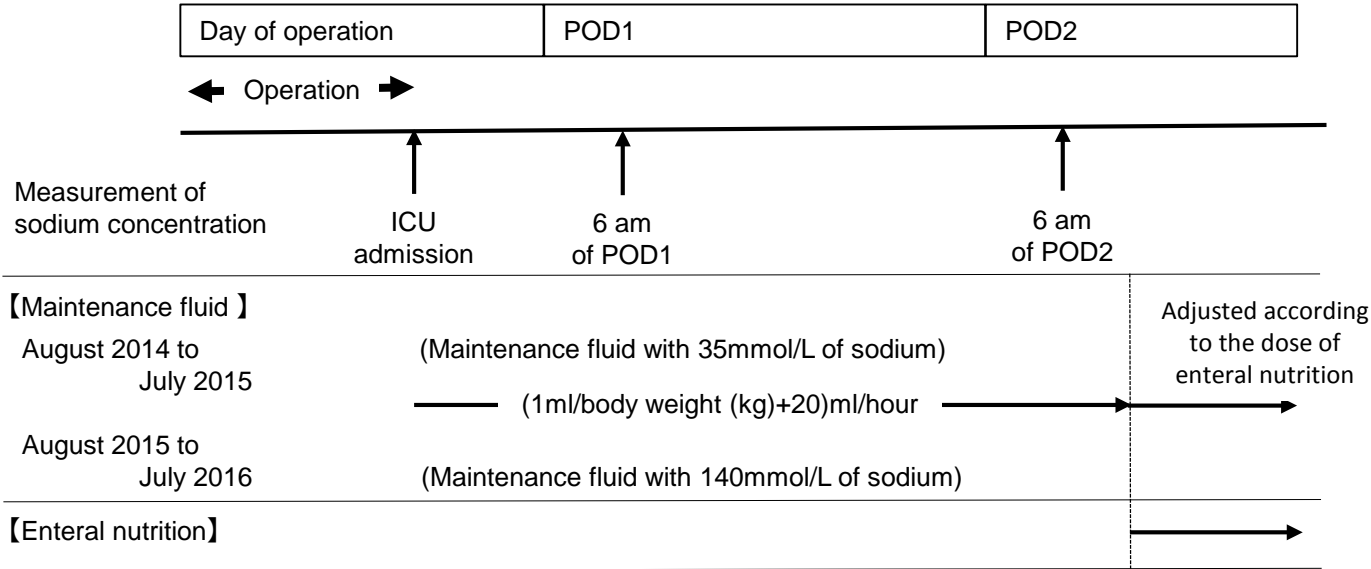 Day of operation
POD1
POD2
Operation
Measurement of
sodium concentration
ICU
admission
6 am
of POD1
6 am
of POD2
【Maintenance fluid 】
August 2014 to
July 2015
(Maintenance fluid with 35mmol/L of sodium)
(1ml/body weight (kg)+20)ml/hour
Adjusted according
to the dose of
enteral nutrition
August 2015 to
July 2016
(Maintenance fluid with 140mmol/L of sodium)
【Enteral nutrition】